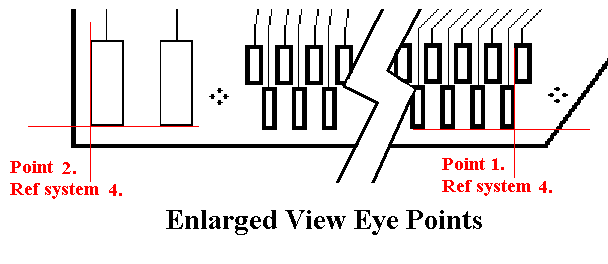 Point 2.
Ref system 4.
Point 1.
Ref system 4.
Enlarged View Eye Points